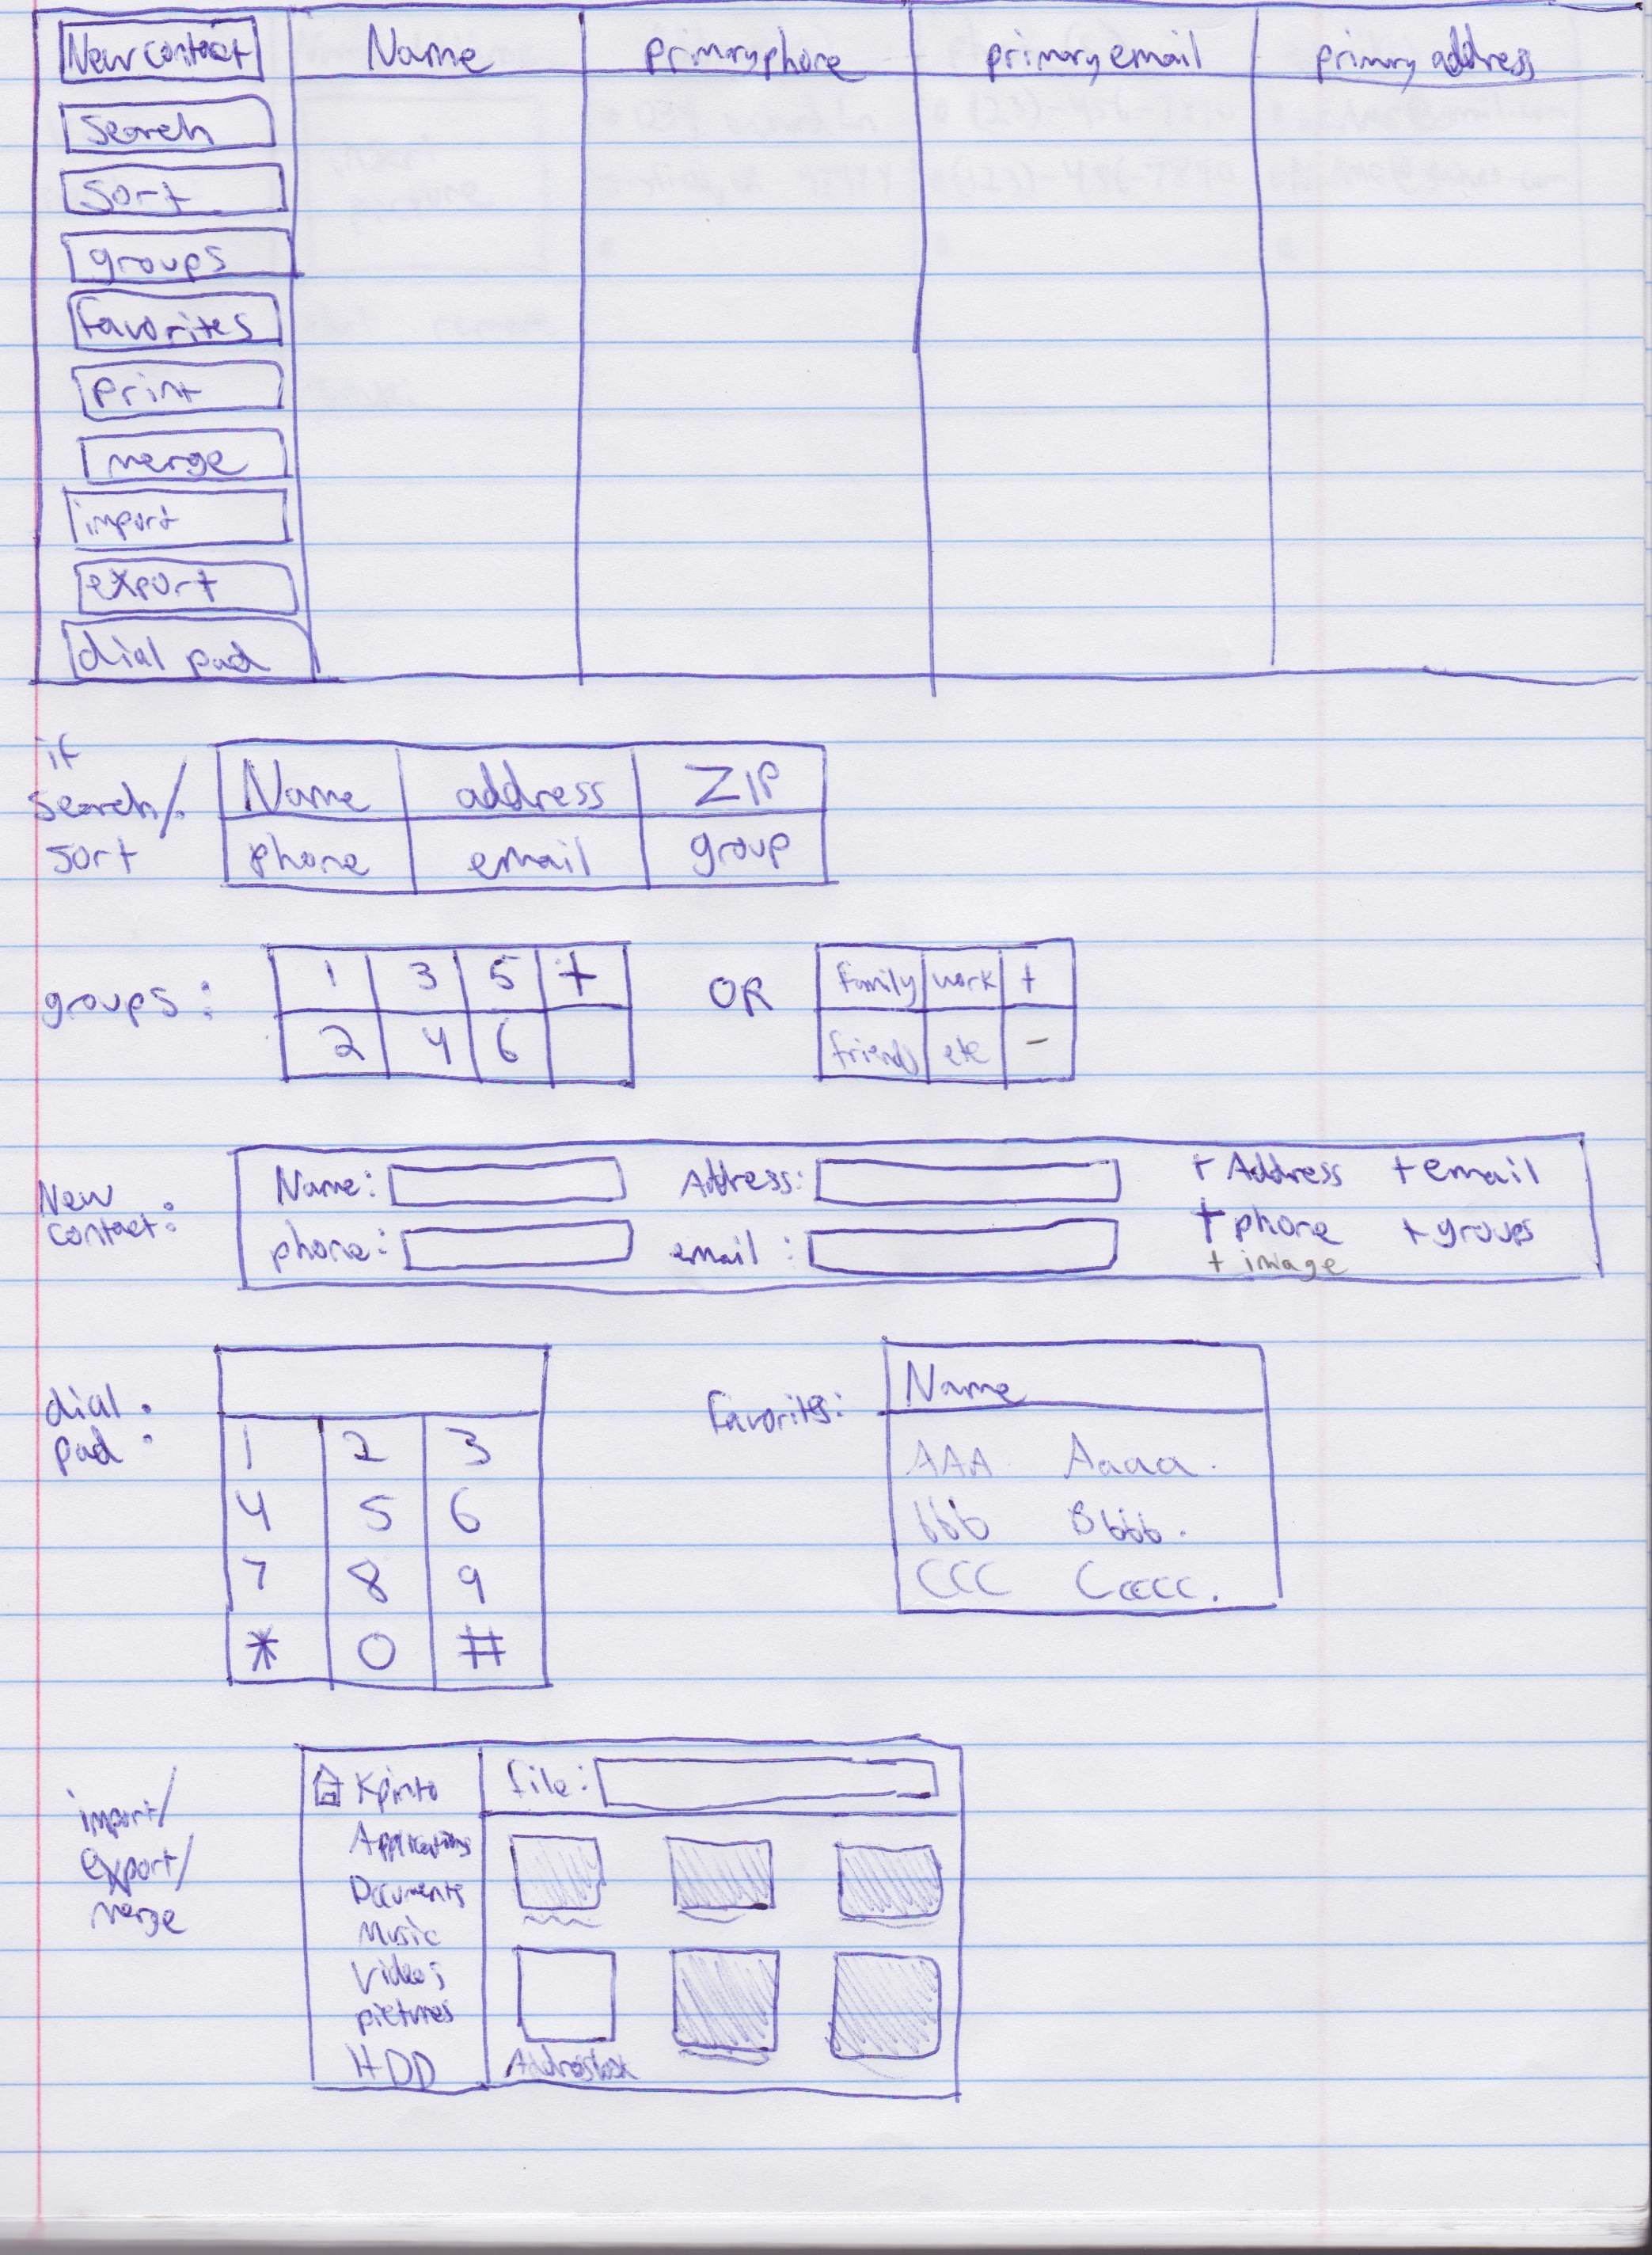 New contact Name primary phone primary email primary address
Search
Sort
groups
favorites
print
merge
import
export
dial pad
if
search/
sort
Name address ZIP
phone email group
groups:
1 3 5 +
2 4 6
OR
family work +
friends etc -
New
contact:
Name: Address: + Address + email
phone: email: + phone + groups
+ image
dial
pad:
1 2 3
4 5 6
7 8 9
* 0 #
Favorites:
Name
AAA Aaaa.
bbb Bbbb.
CCC Ccccc.
import/
export/
merge
Kpinto file:
Applications
Documents
Music
Videos
pictures
HDD Addressbook